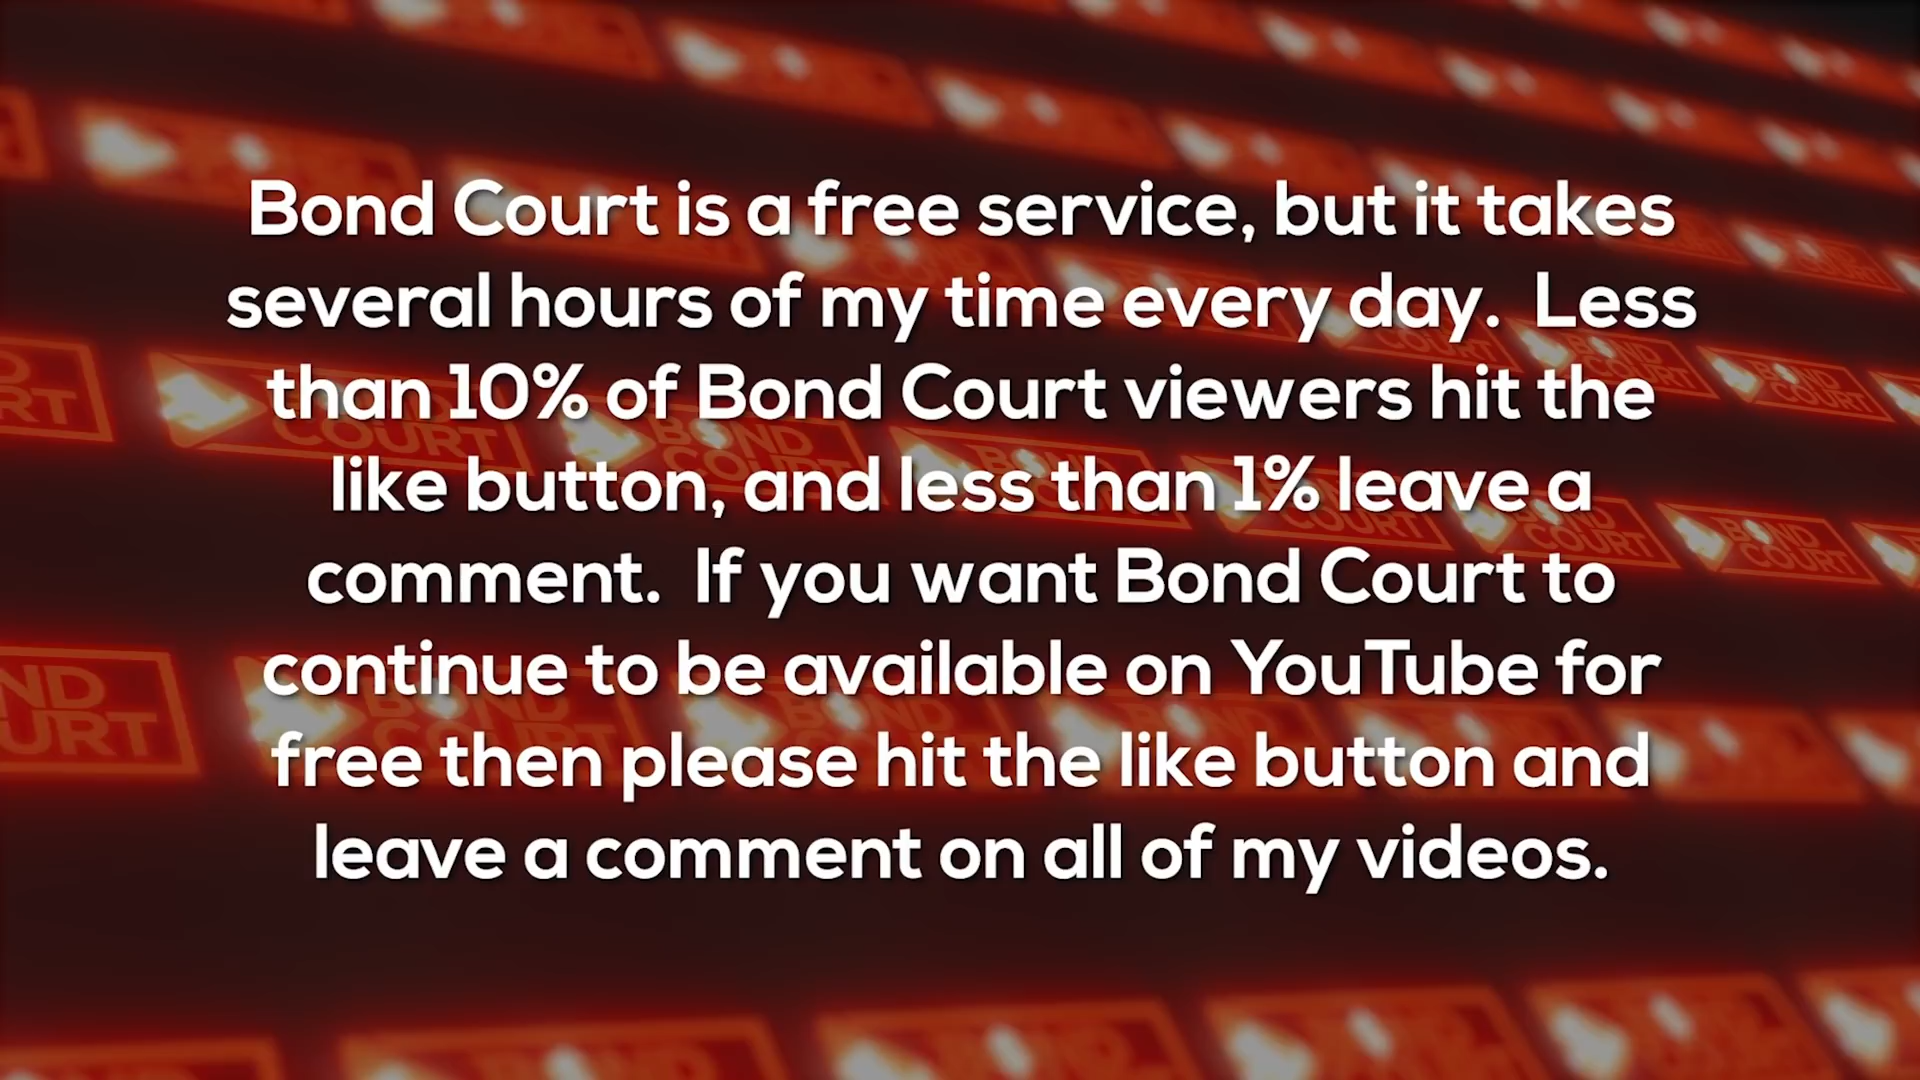 Bond Court is a free service, but it takes
several hours of my time every day.  Less
than 10% of Bond Court viewers hit the
like button, and less than 1% leave a
comment.  If you want Bond Court to
continue to be available on YouTube for
free then please hit the like button and
leave a comment on all of my videos.